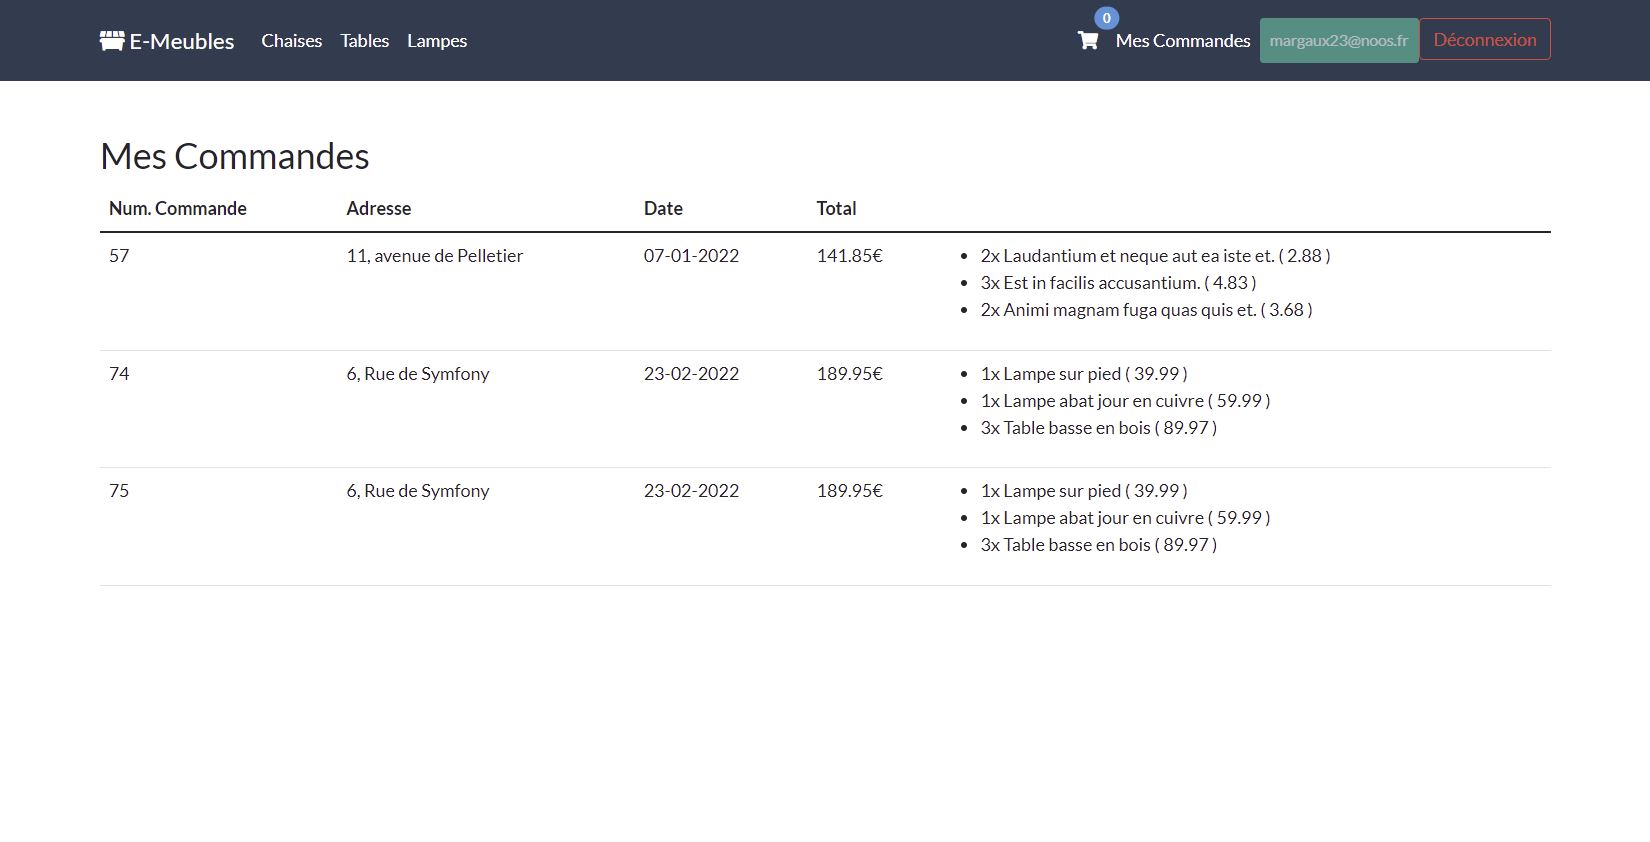 0
E-Meubles Chaises Tables Lampes Mes Commandes margaux23@noos.fr Déconnexion
Mes Commandes
Num. Commande Adresse Date Total
57 11, avenue de Pelletier 07-01-2022 141.85€ • 2x Laudantium et neque aut ea iste et. ( 2.88 )
• 3x Est in facilis accusantium. ( 4.83 )
• 2x Animi magnam fuga quas quis et. ( 3.68 )
74 6, Rue de Symfony 23-02-2022 189.95€ • 1x Lampe sur pied ( 39.99 )
• 1x Lampe abat jour en cuivre ( 59.99 )
• 3x Table basse en bois ( 89.97 )
75 6, Rue de Symfony 23-02-2022 189.95€ • 1x Lampe sur pied ( 39.99 )
• 1x Lampe abat jour en cuivre ( 59.99 )
• 3x Table basse en bois ( 89.97 )